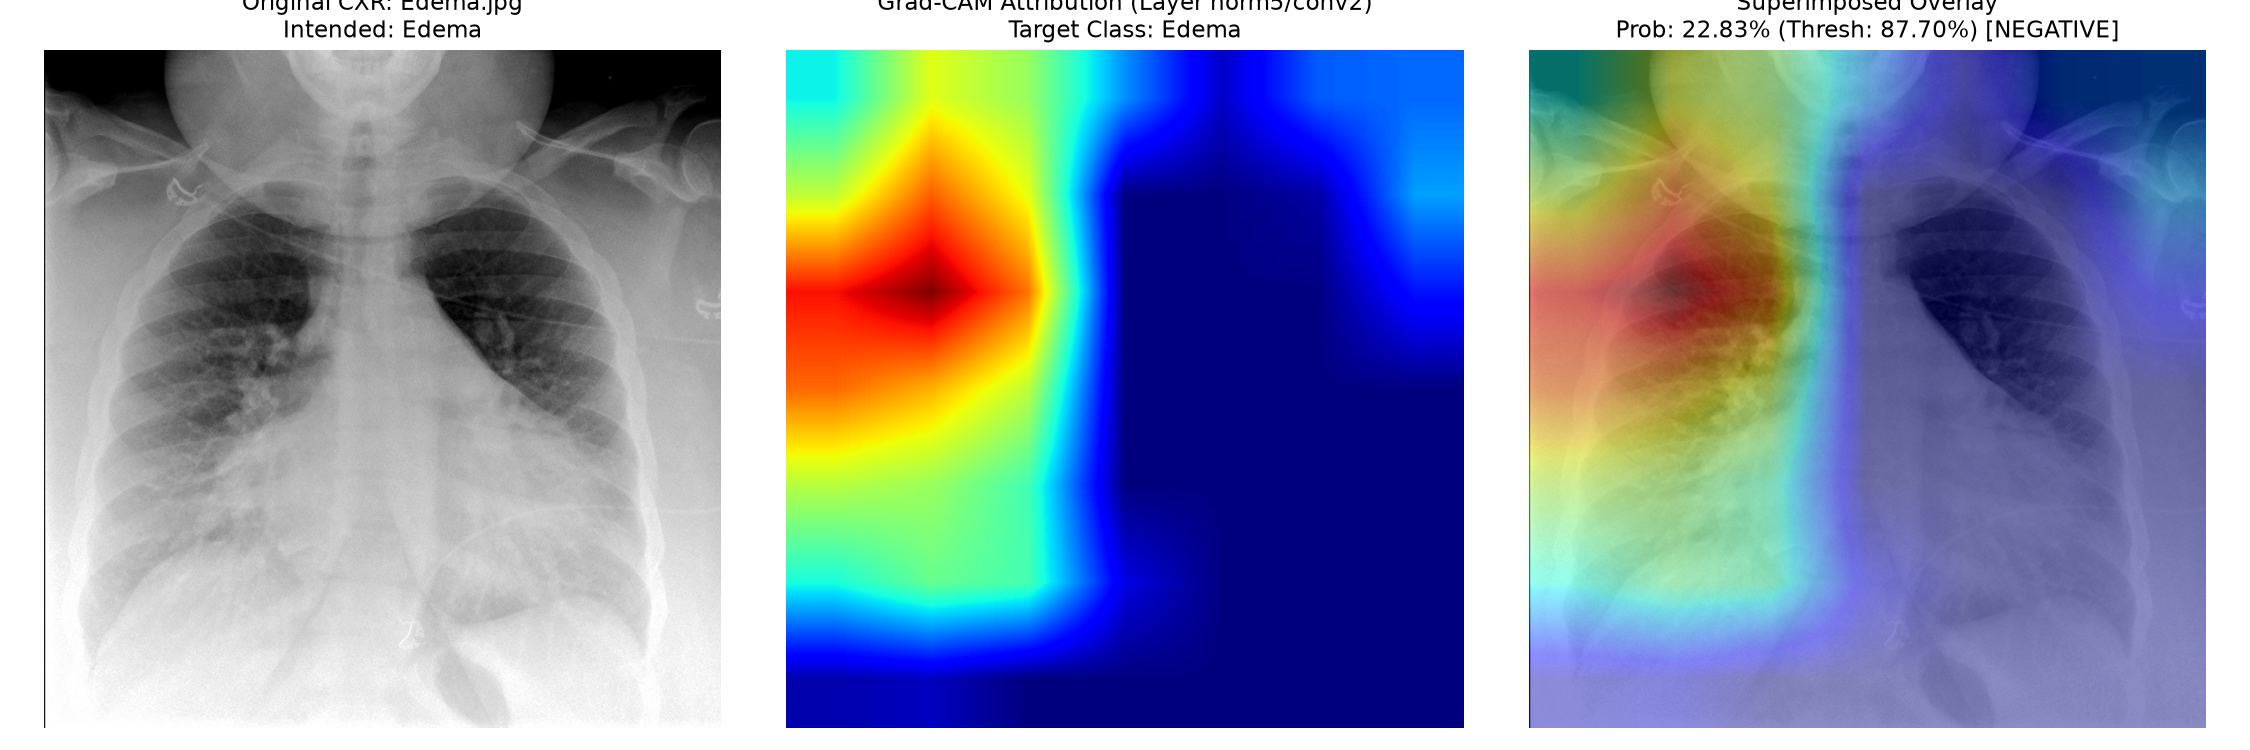 Original CXR: Edema.jpg
Intended: Edema
Grad-CAM Attribution (Layer norm5/conv2)
Target Class: Edema
Superimposed Overlay
Prob: 22.83% (Thresh: 87.70%) [NEGATIVE]